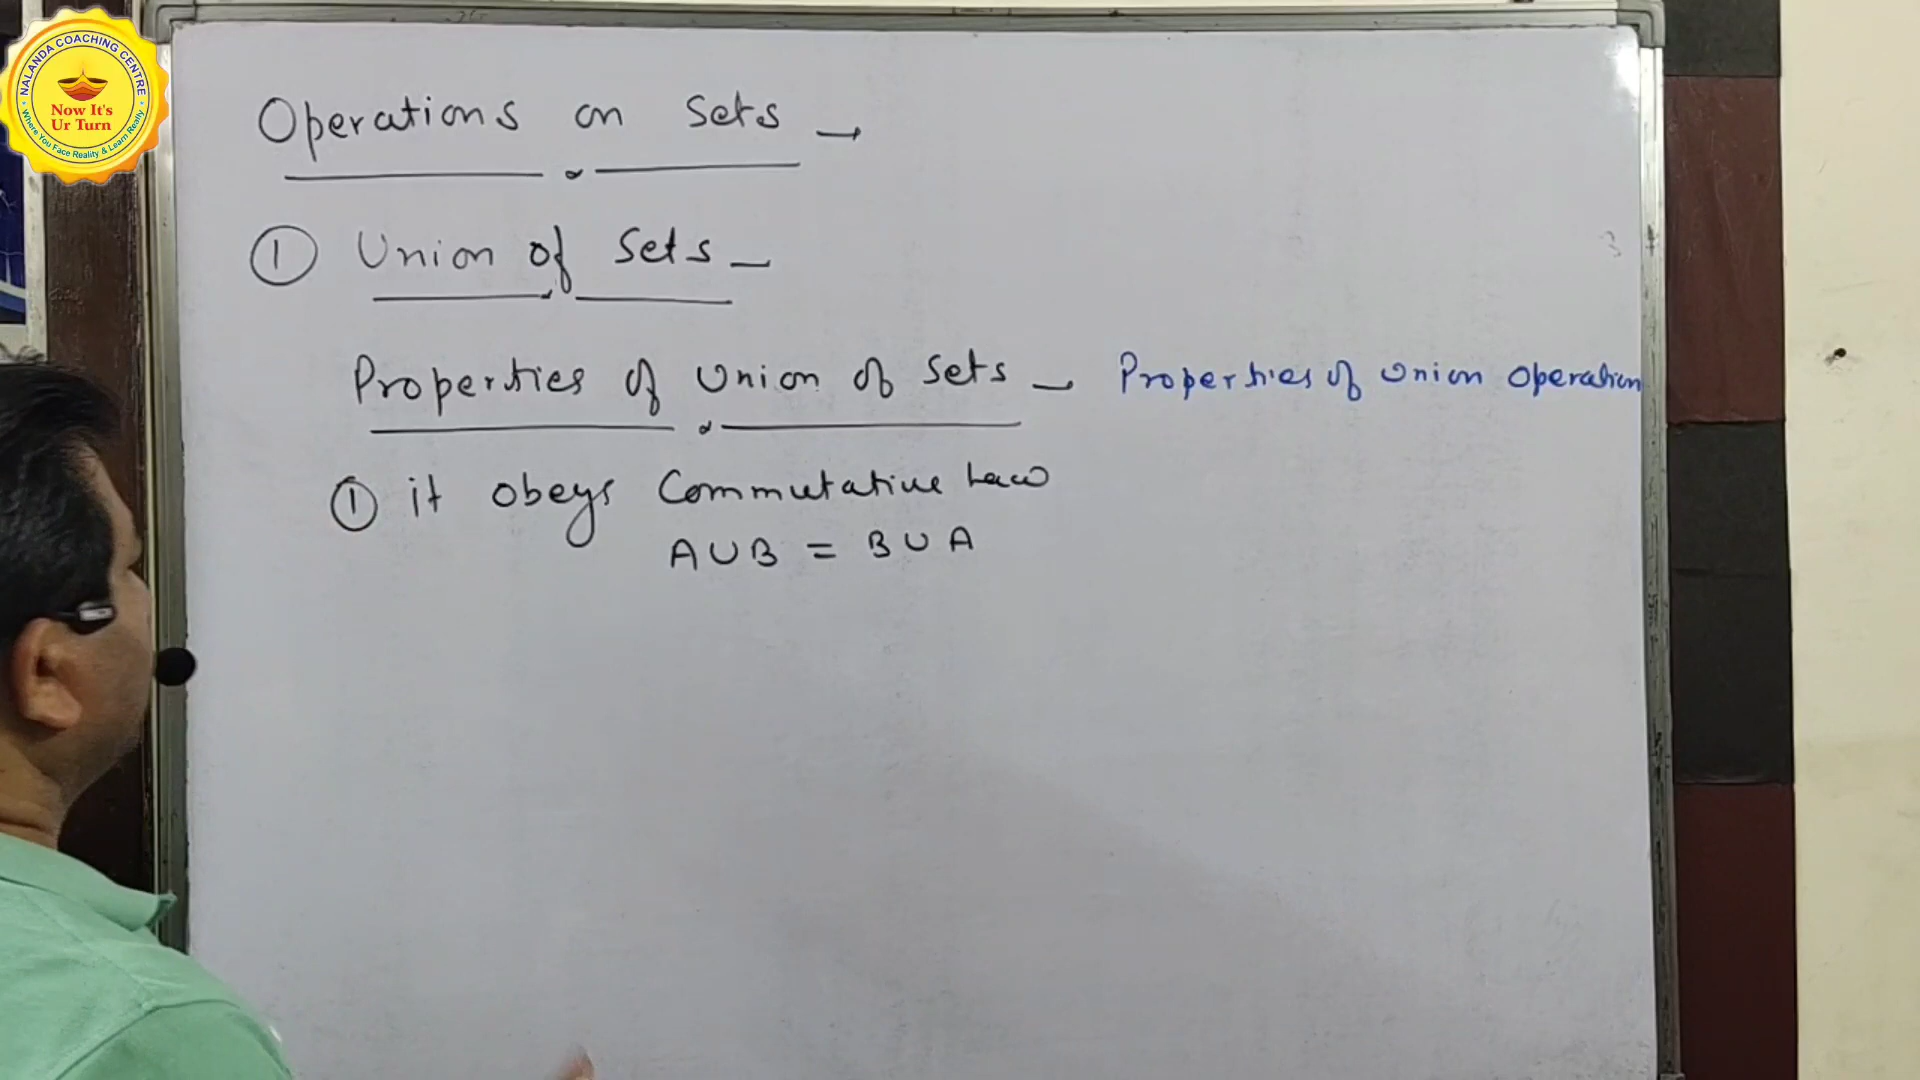 NALANDA COACHING CENTRE
Now It's
Ur Turn
Where You Face Reality & Learn Really
Operations on Sets
① Union of Sets -
Properties of Union of Sets - Properties of Union Operation
① it obeys Commutative Law
A∪B = B∪A